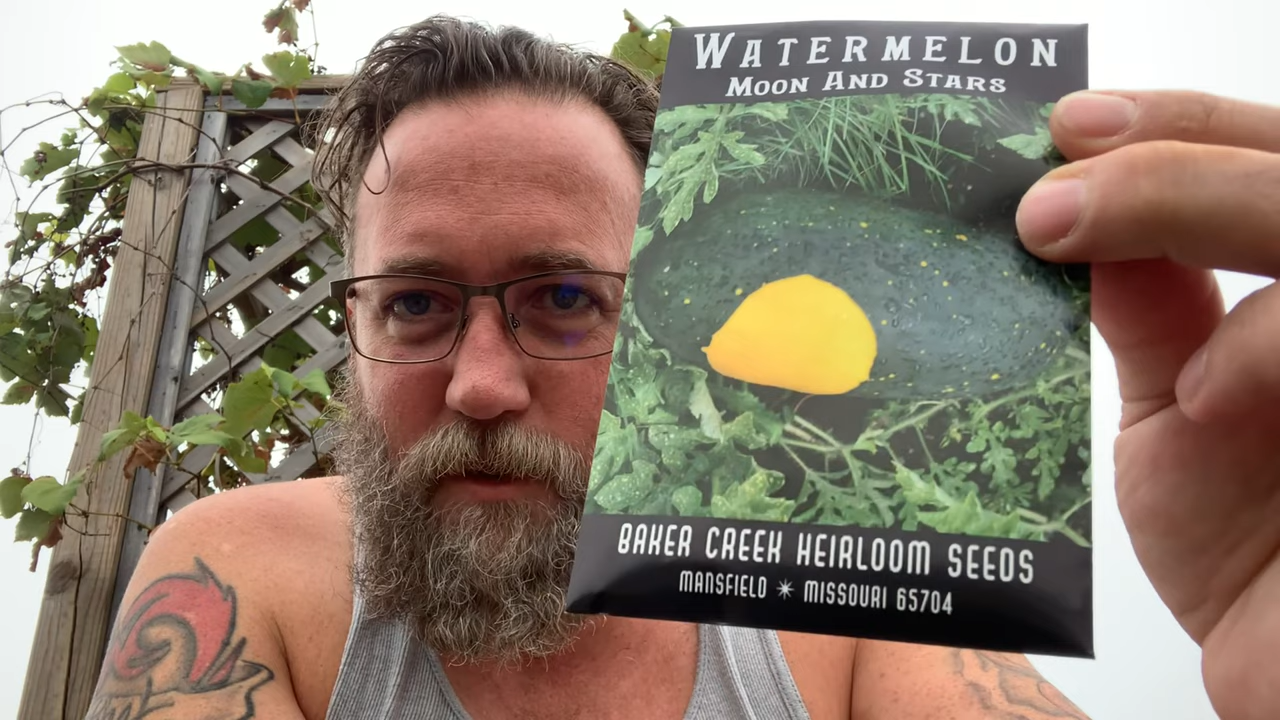 WATERMELON
MOON AND STARS
BAKER CREEK HEIRLOOM SEEDS
MANSFIELD ✴ MISSOURI 65704